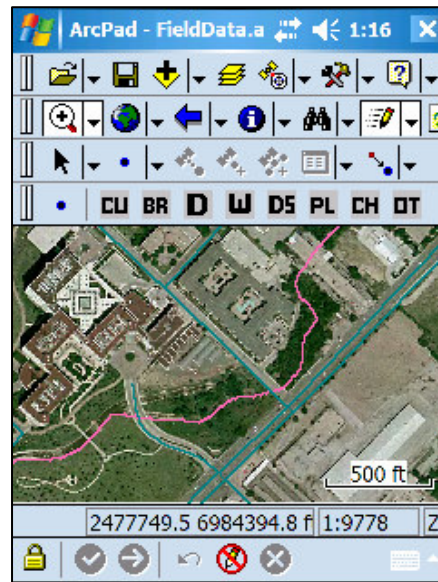 ArcPad - FieldData.a 1:16
CU BR D W DS PL CH OT
500 ft
2477749.5 6984394.8 f 1:9778 Z